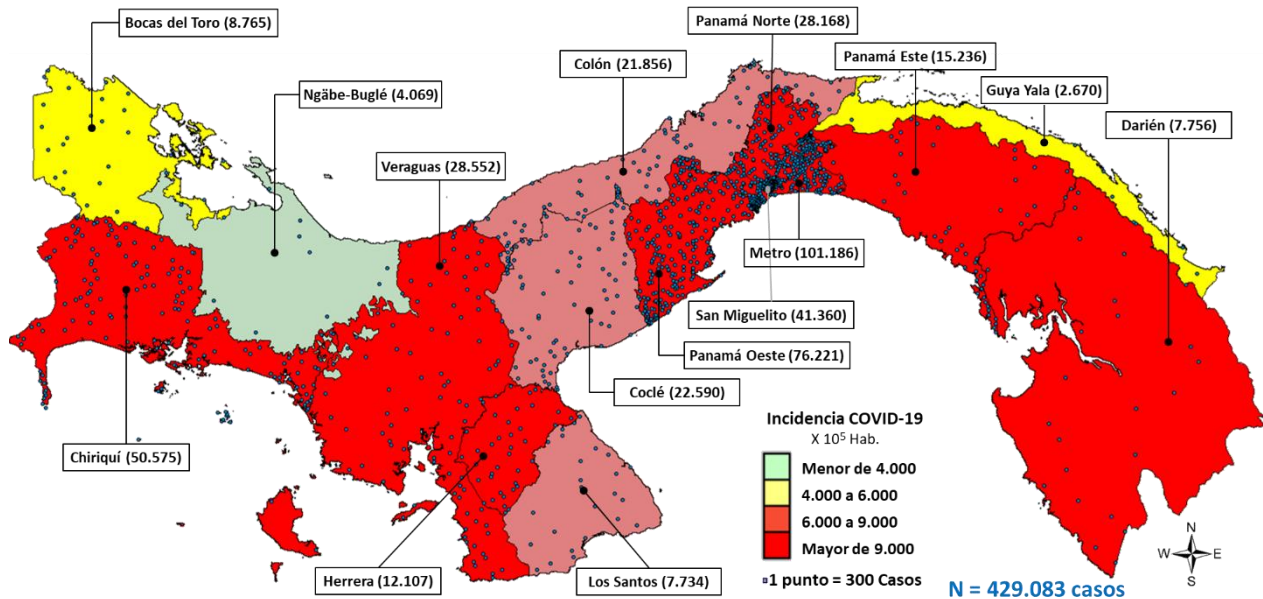 Bocas del Toro (8.765)
Panamá Norte (28.168)
Colón (21.856)
Panamá Este (15.236)
Ngäbe-Buglé (4.069)
Guya Yala (2.670)
Darién (7.756)
Veraguas (28.552)
Metro (101.186)
San Miguelito (41.360)
Panamá Oeste (76.221)
Coclé (22.590)
Chiriquí (50.575)
Herrera (12.107)
Los Santos (7.734)
Incidencia COVID-19
X 10⁵ Hab.
Menor de 4.000
4.000 a 6.000
6.000 a 9.000
Mayor de 9.000
1 punto = 300 Casos
N = 429.083 casos
N
W E
S